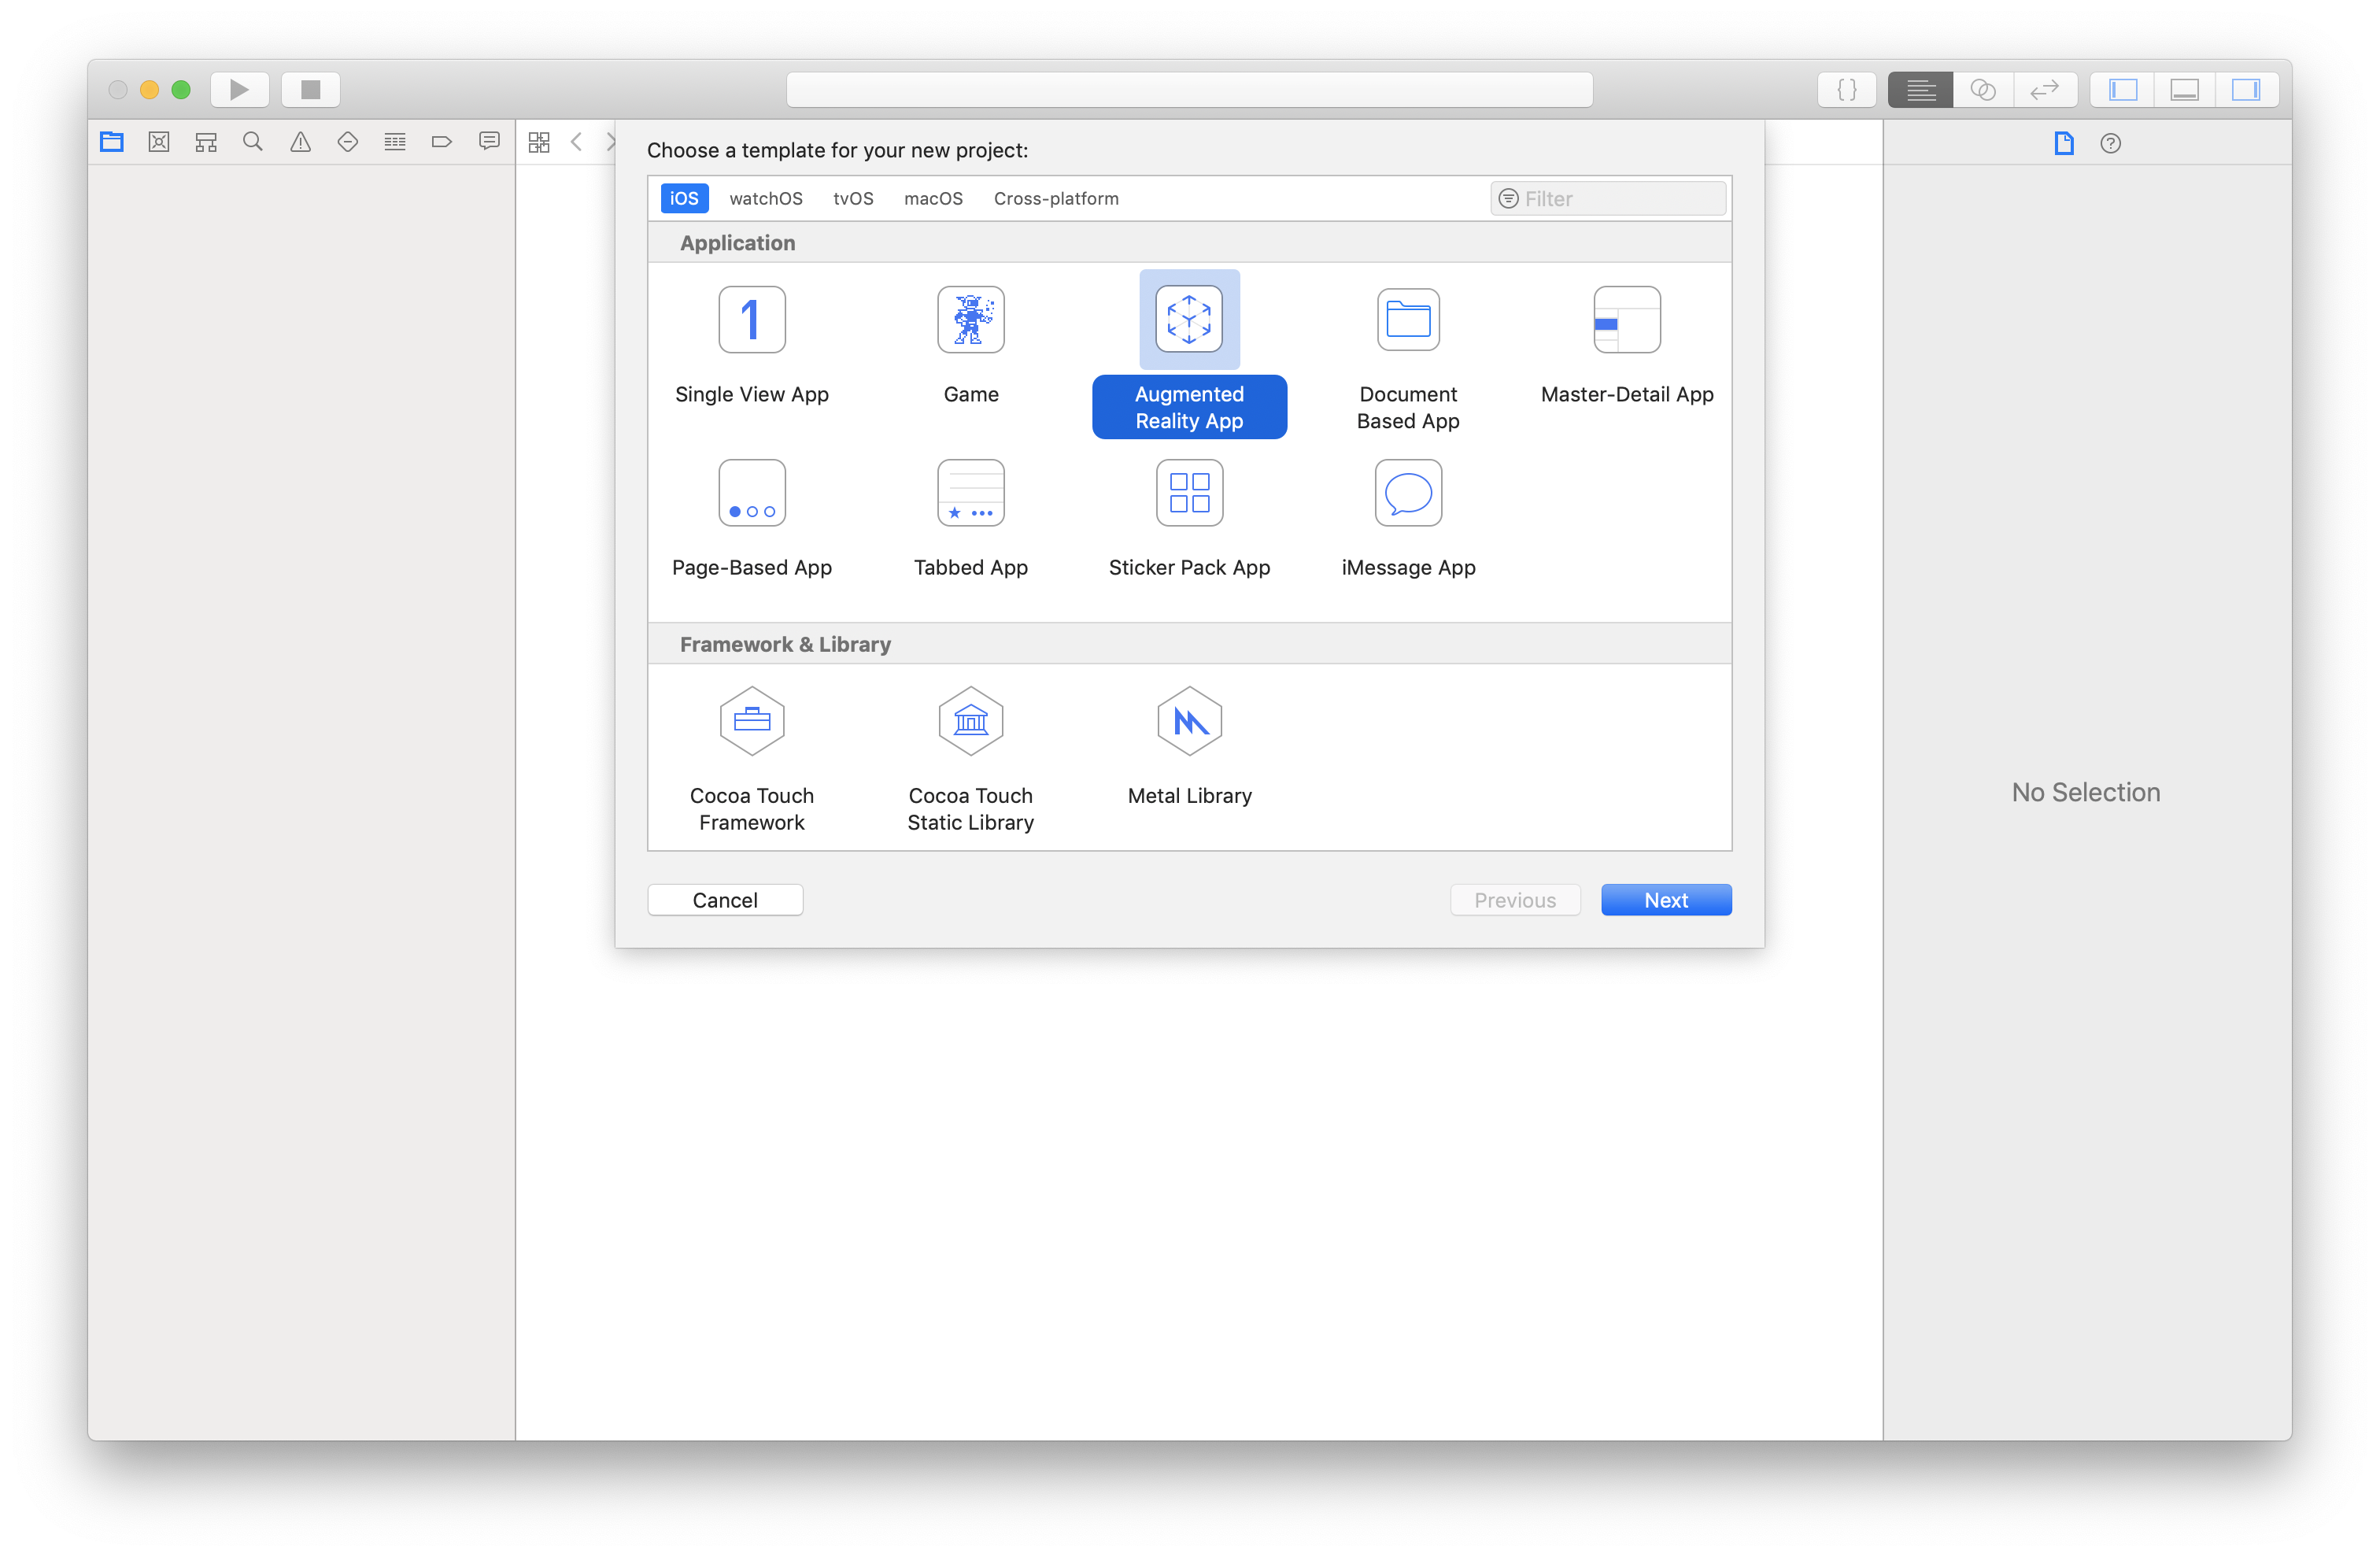 Choose a template for your new project:
iOS watchOS tvOS macOS Cross-platform Filter
Application
1
Single View App Game Augmented Reality App Document Based App Master-Detail App
Page-Based App Tabbed App Sticker Pack App iMessage App
Framework & Library
Cocoa Touch Framework Cocoa Touch Static Library Metal Library
No Selection
Cancel Previous Next